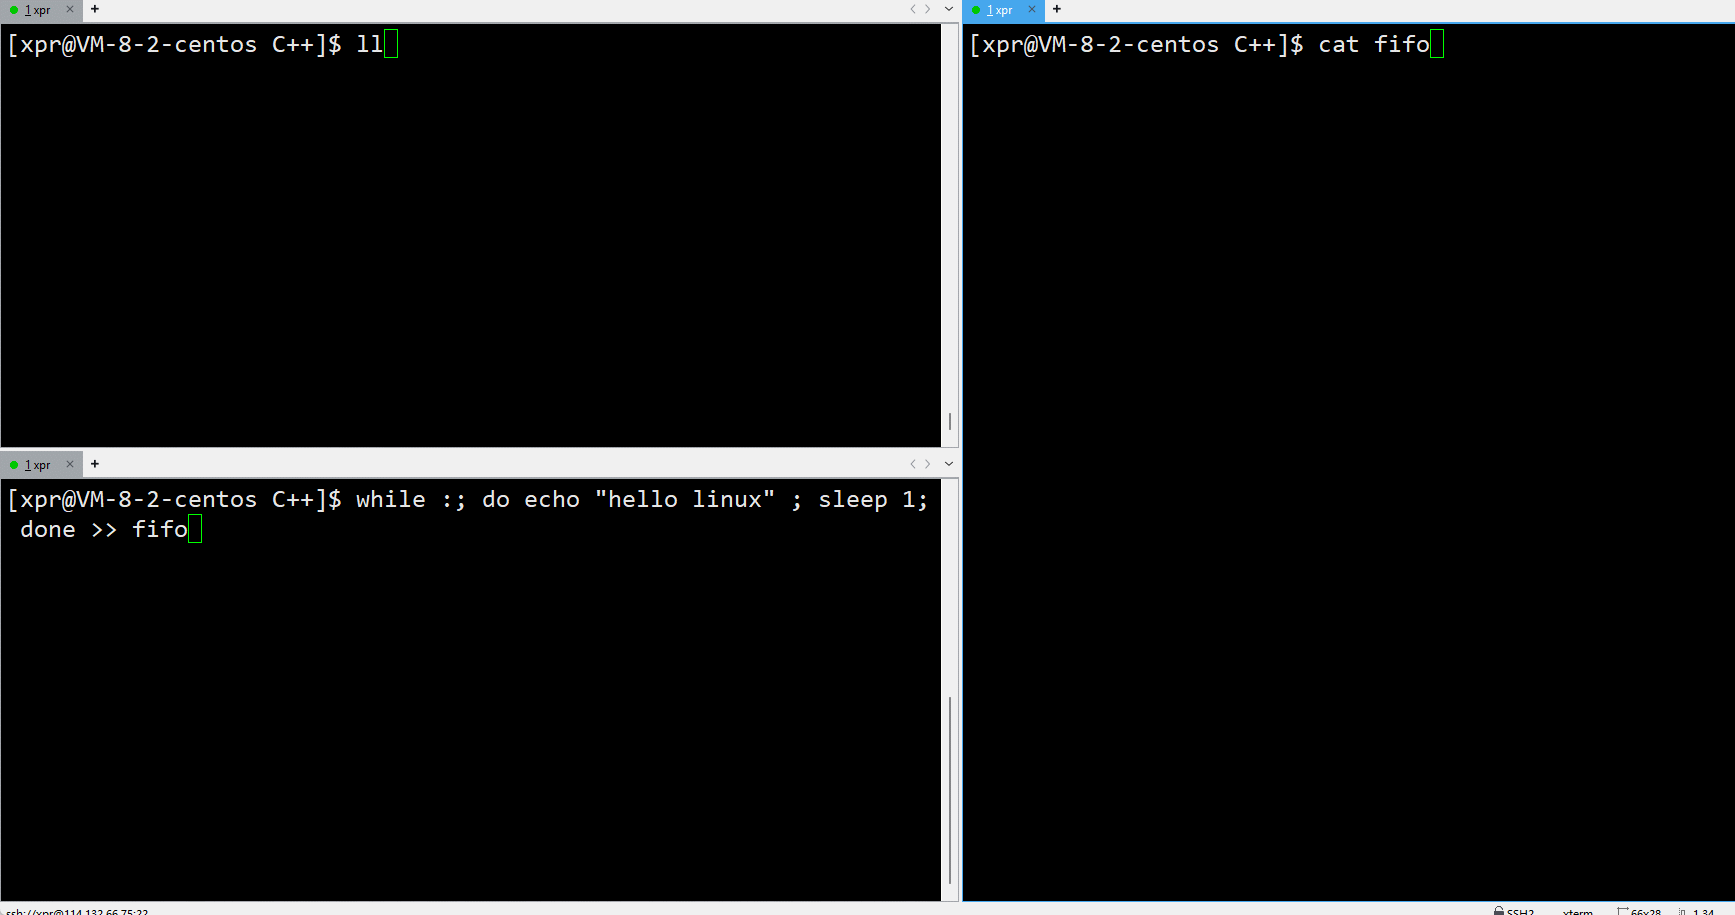 1 xpr × +
[xpr@VM-8-2-centos C++]$ ll
1 xpr × +
[xpr@VM-8-2-centos C++]$ while :; do echo "hello linux" ; sleep 1;
done >> fifo
1 xpr × +
[xpr@VM-8-2-centos C++]$ cat fifo
ssh://xpr@114.132.66.75:22
SSH2 xterm 66x28 1,34